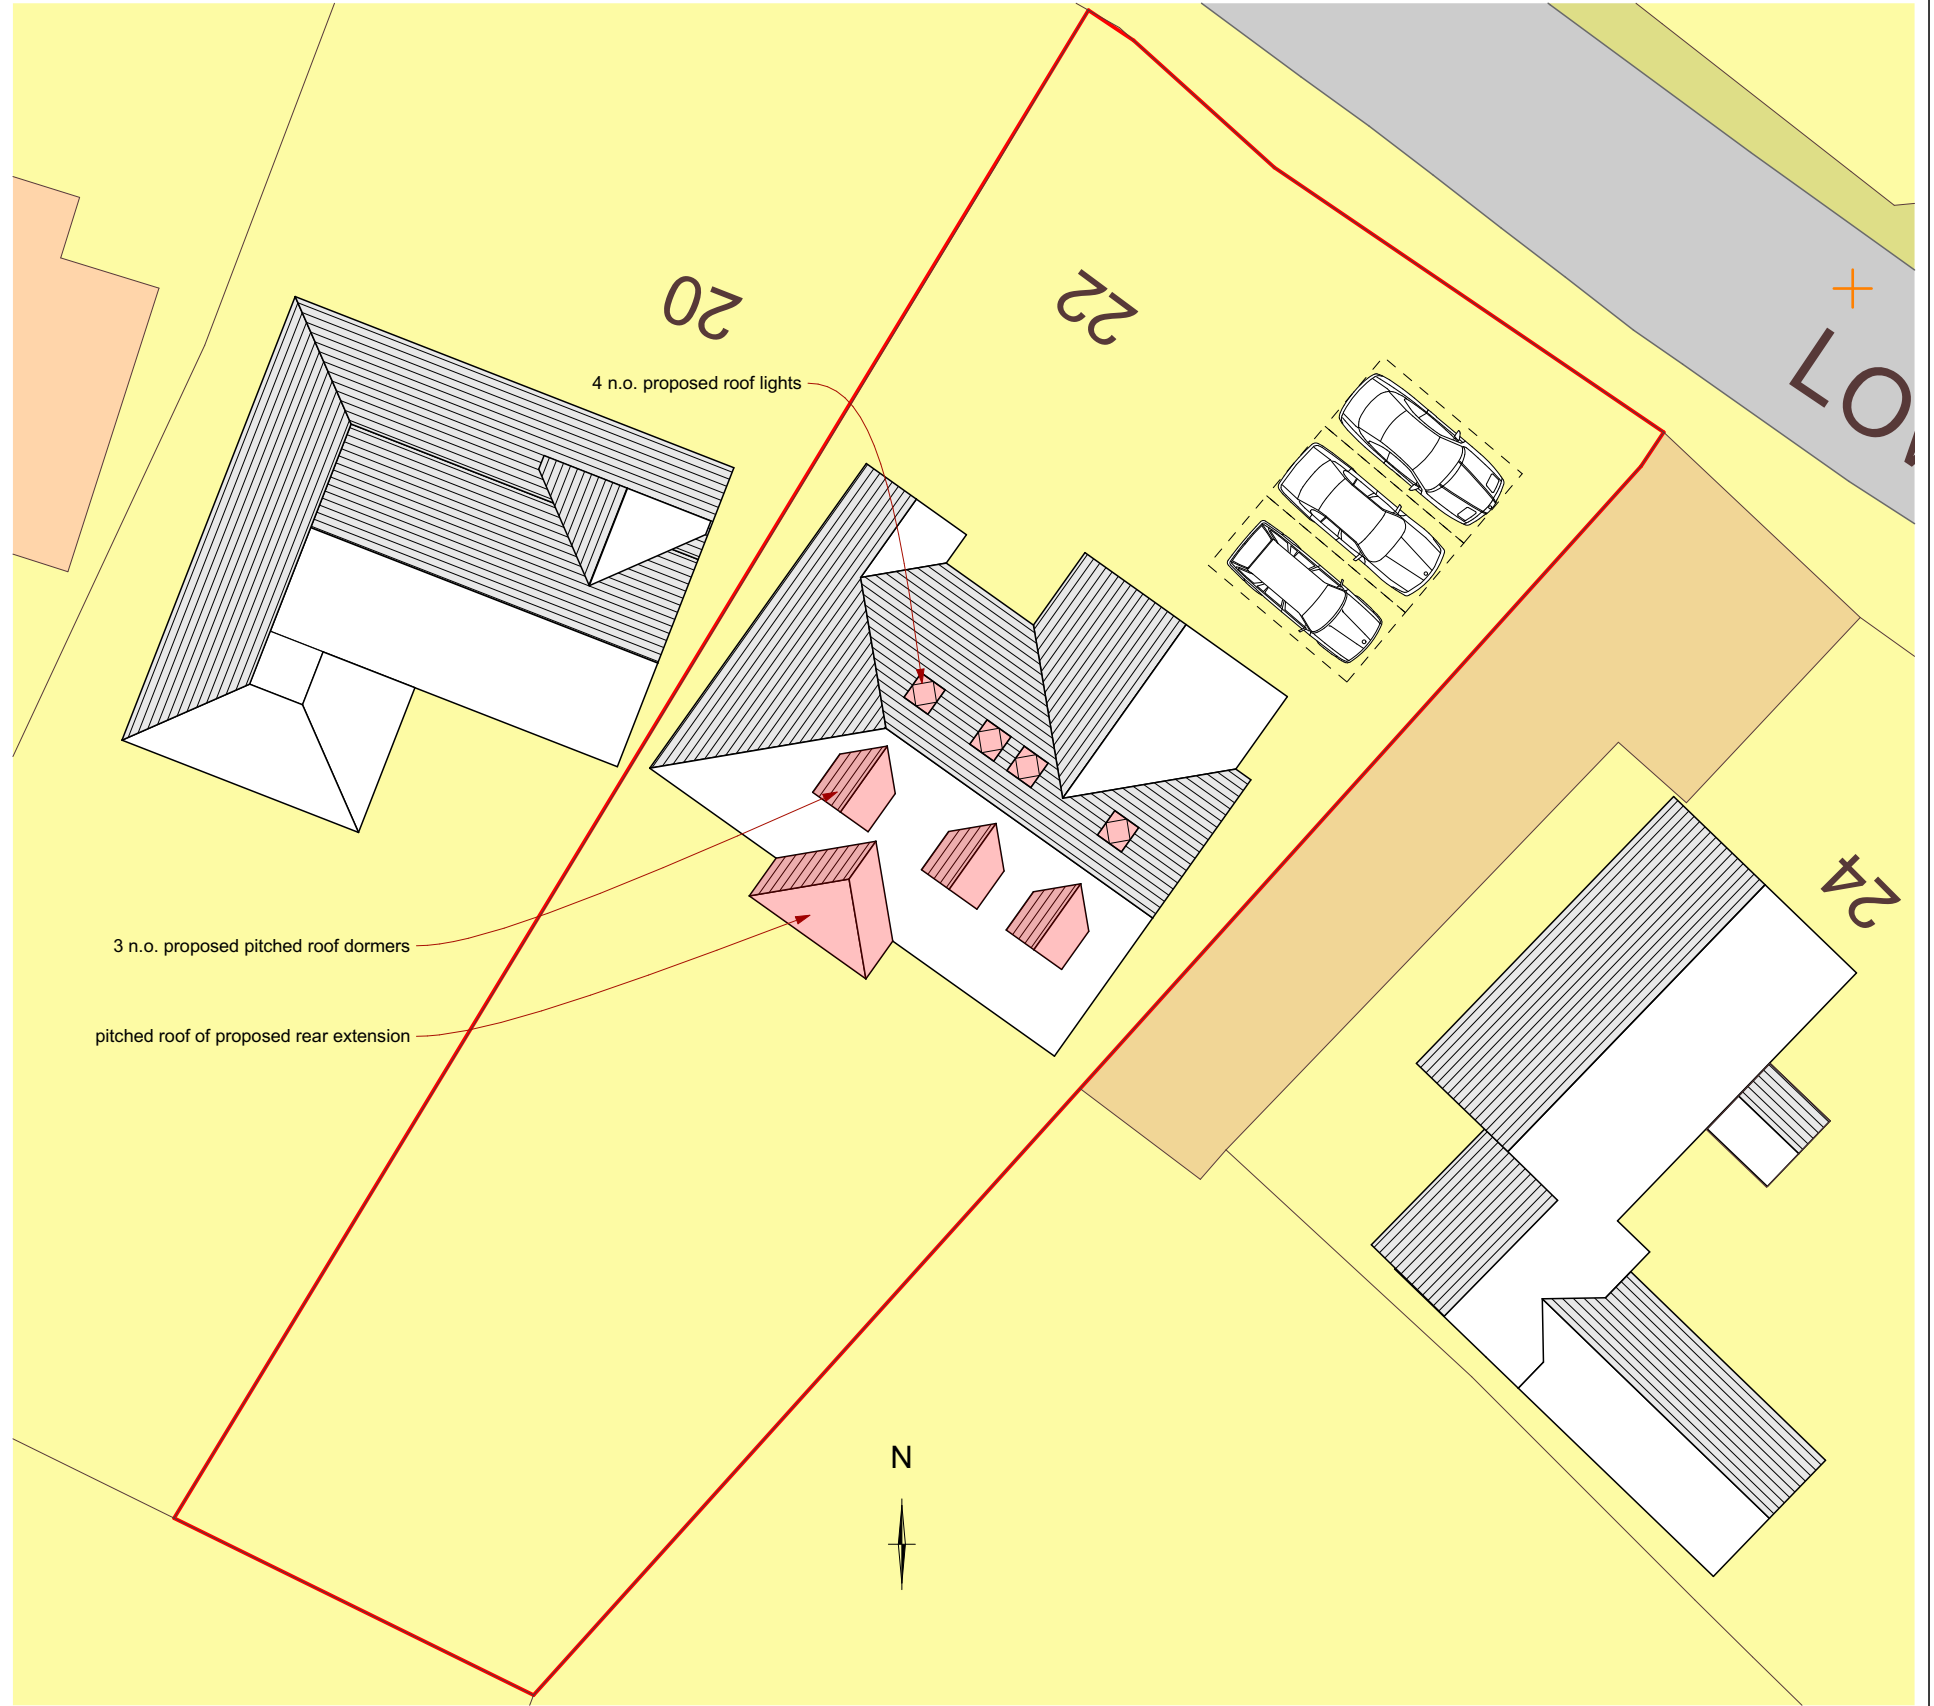 20
22
4 n.o. proposed roof lights
LO
24
3 n.o. proposed pitched roof dormers
pitched roof of proposed rear extension
N